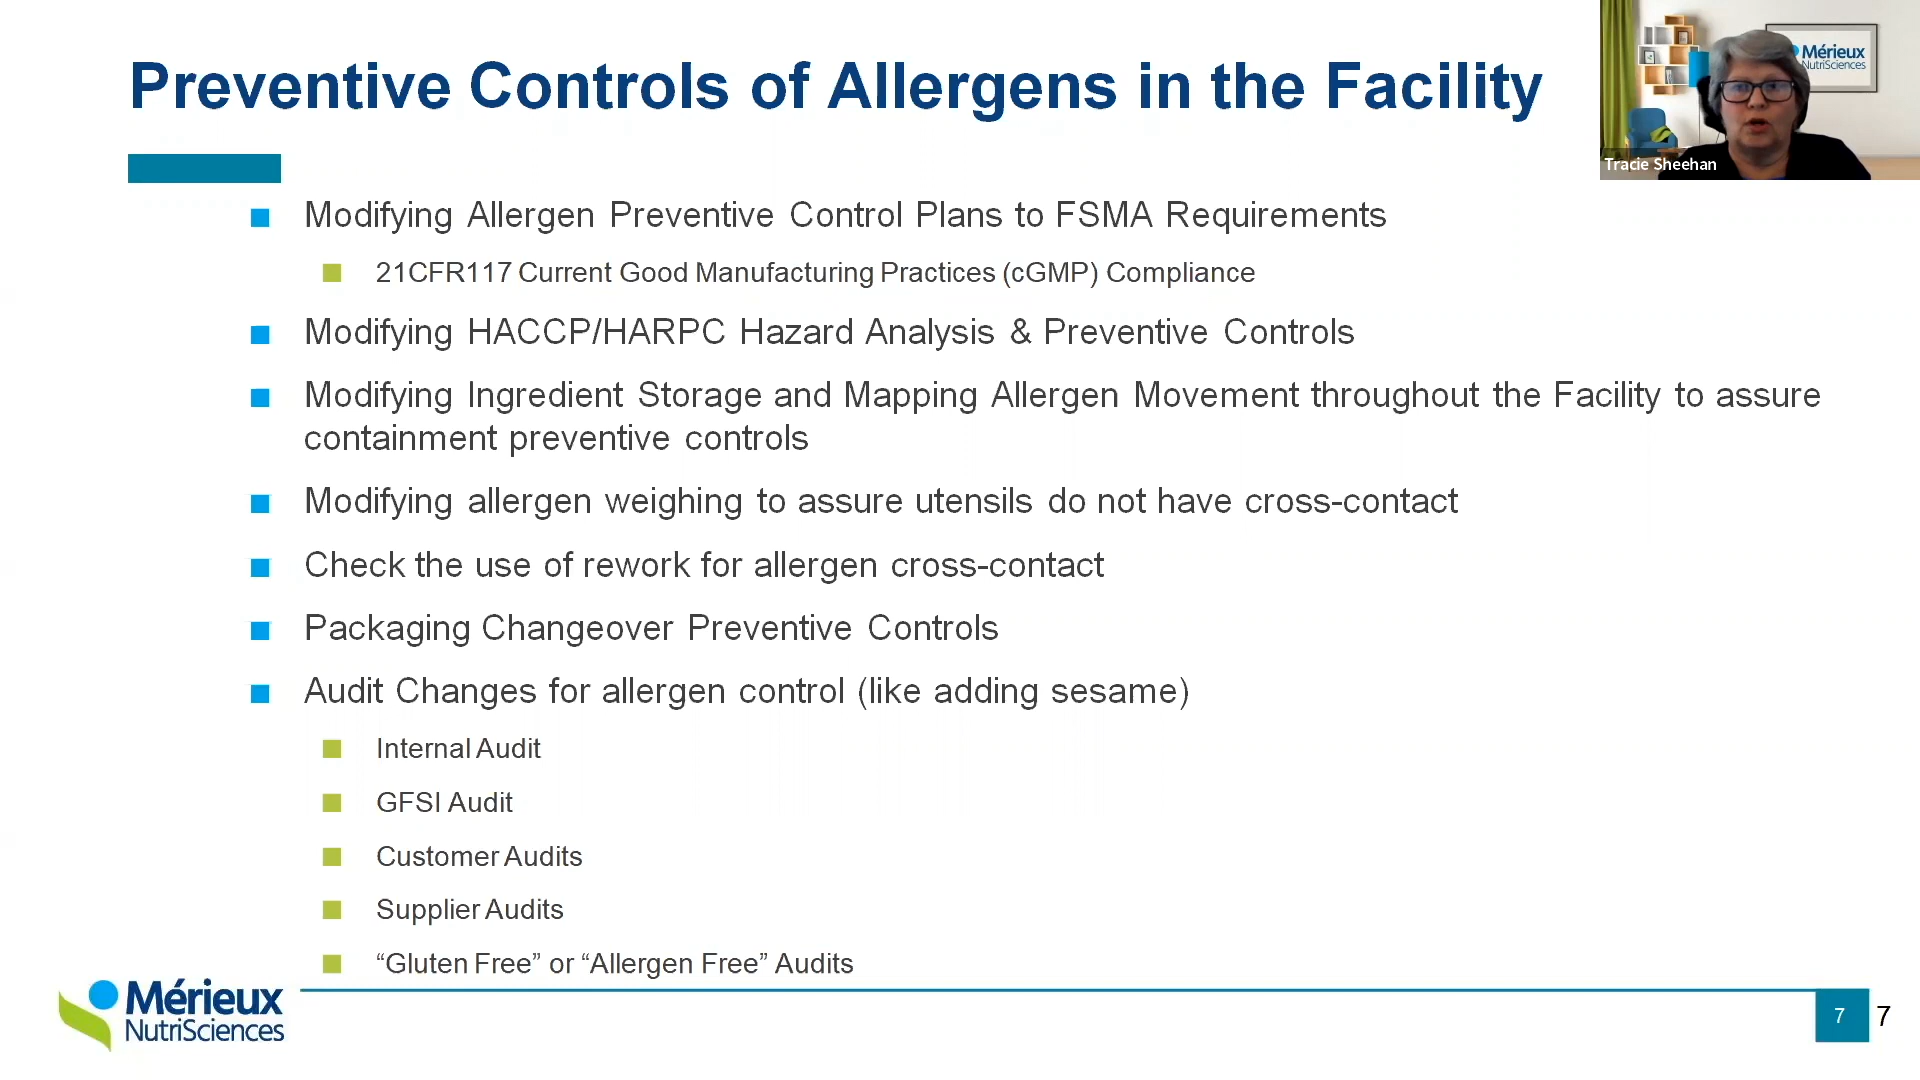 Preventive Controls of Allergens in the Facility
Mérieux
NutriSciences
Tracie Sheehan
Modifying Allergen Preventive Control Plans to FSMA Requirements
21CFR117 Current Good Manufacturing Practices (cGMP) Compliance
Modifying HACCP/HARPC Hazard Analysis & Preventive Controls
Modifying Ingredient Storage and Mapping Allergen Movement throughout the Facility to assure
containment preventive controls
Modifying allergen weighing to assure utensils do not have cross-contact
Check the use of rework for allergen cross-contact
Packaging Changeover Preventive Controls
Audit Changes for allergen control (like adding sesame)
Internal Audit
GFSI Audit
Customer Audits
Supplier Audits
“Gluten Free” or “Allergen Free” Audits
Mérieux
NutriSciences
7
7